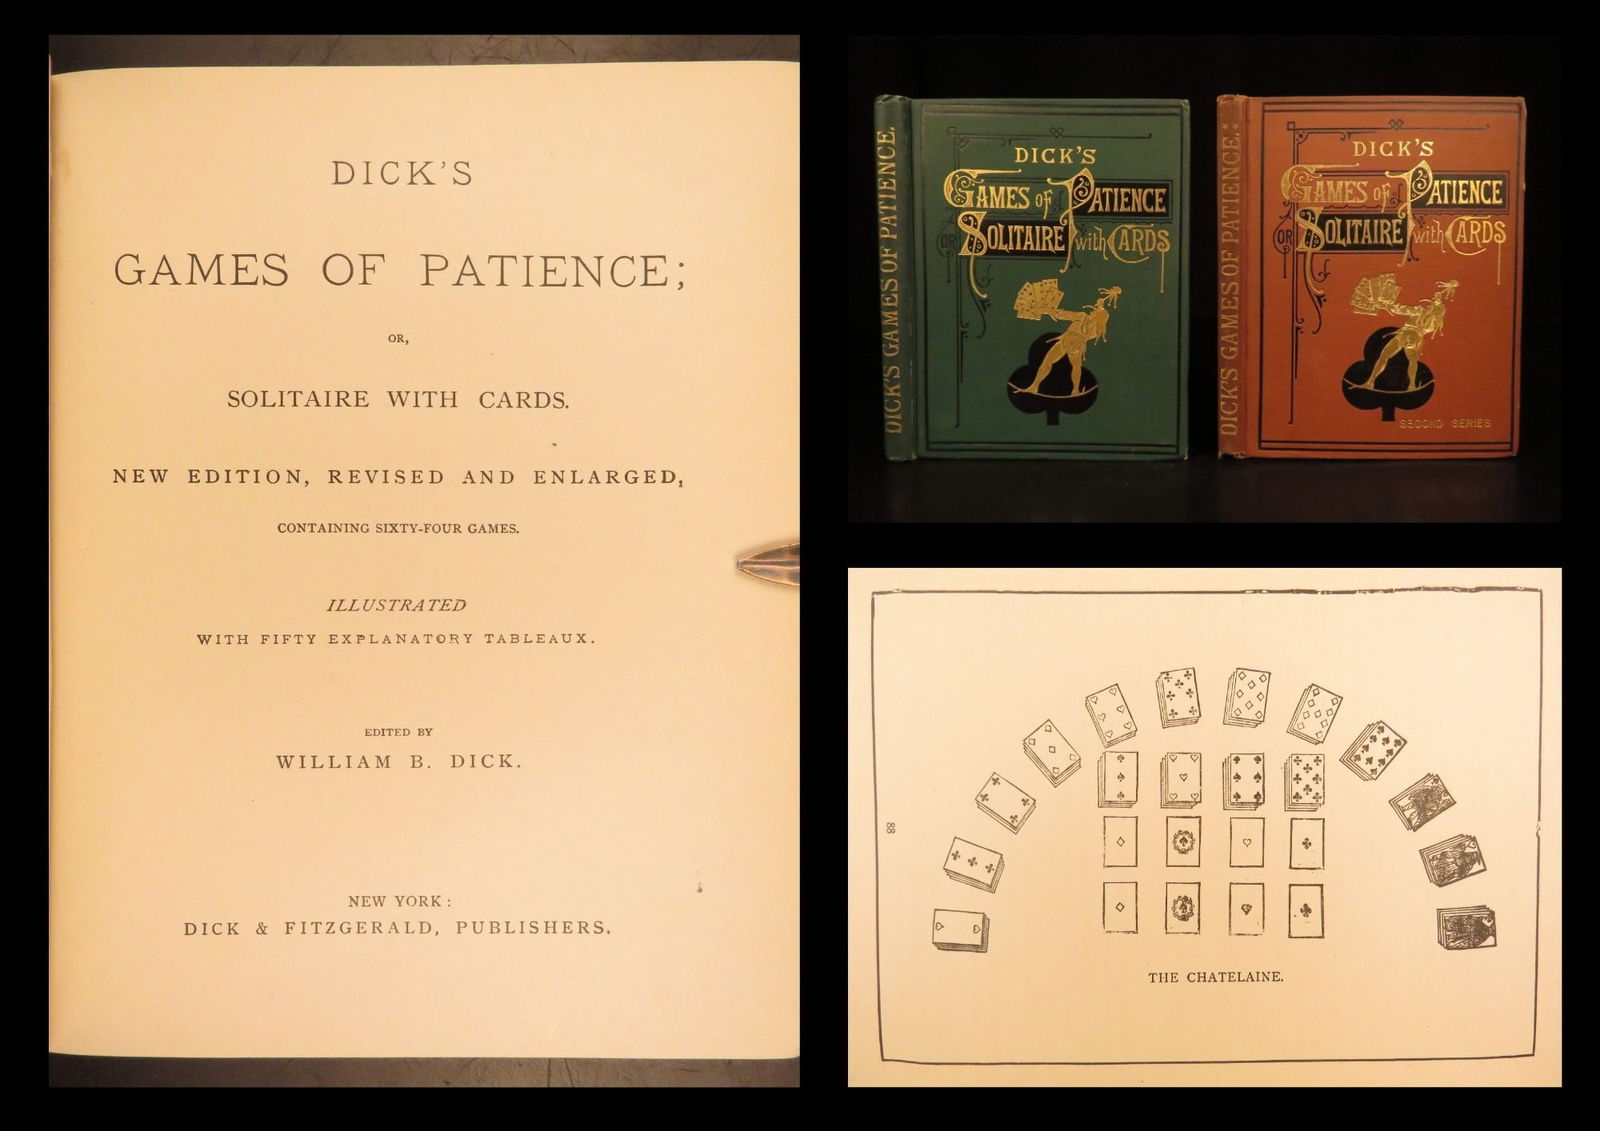 DICK'S
GAMES OF PATIENCE;
OR,
SOLITAIRE WITH CARDS.
NEW EDITION, REVISED AND ENLARGED,
CONTAINING SIXTY-FOUR GAMES.
ILLUSTRATED
WITH FIFTY EXPLANATORY TABLEAUX.
EDITED BY
WILLIAM B. DICK.
NEW YORK:
DICK & FITZGERALD, PUBLISHERS.
DICK'S GAMES OF PATIENCE.
DICK'S
GAMES OF PATIENCE
OR SOLITAIRE with CARDS
DICK'S GAMES OF PATIENCE.
DICK'S
GAMES OF PATIENCE
OR SOLITAIRE with CARDS
SECOND SERIES
88
THE CHATELAINE.